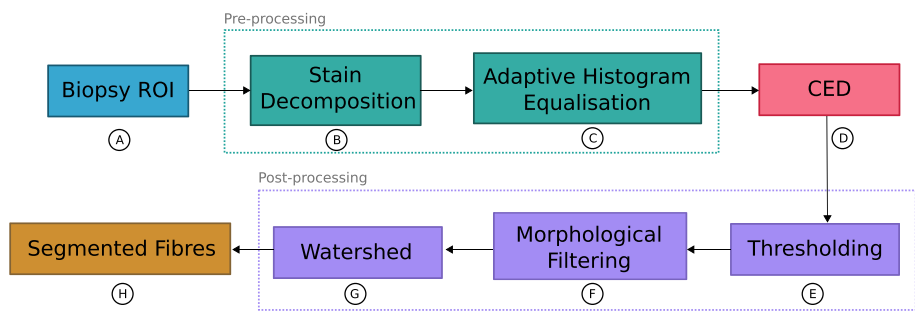 Pre-processing
Biopsy ROI
Stain
Decomposition
Adaptive Histogram
Equalisation
CED
A
B
C
D
Post-processing
Segmented Fibres
Watershed
Morphological
Filtering
Thresholding
H
G
F
E